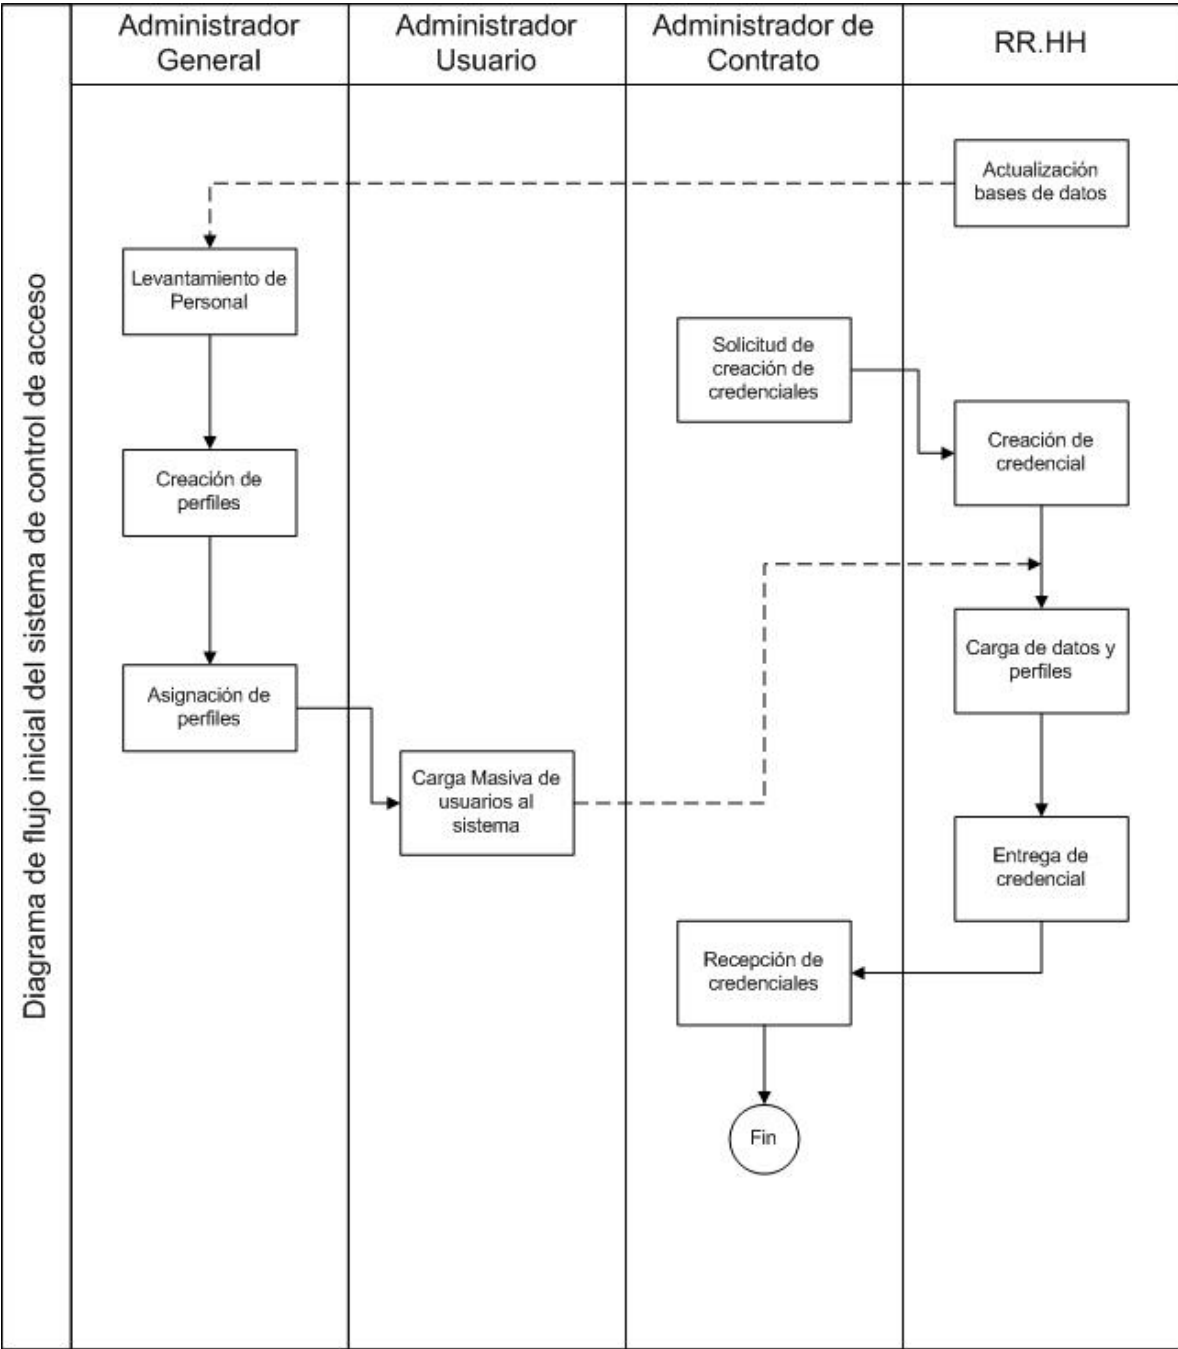 Diagrama de flujo inicial del sistema de control de acceso
Administrador
General
Administrador
Usuario
Administrador de
Contrato
RR.HH
Actualización
bases de datos
Levantamiento de
Personal
Solicitud de
creación de
credenciales
Creación de
credencial
Creación de
perfiles
Carga de datos y
perfiles
Asignación de
perfiles
Carga Masiva de
usuarios al
sistema
Entrega de
credencial
Recepción de
credenciales
Fin